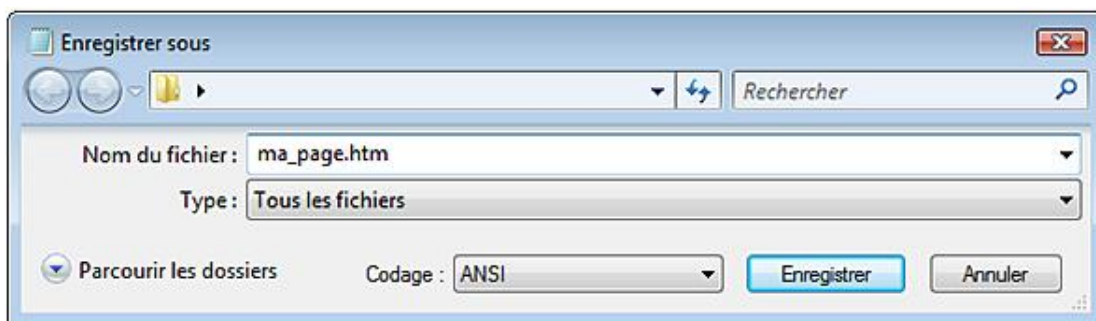 Enregistrer sous
Rechercher
Nom du fichier : ma_page.htm
Type : Tous les fichiers
Parcourir les dossiers Codage : ANSI Enregistrer Annuler